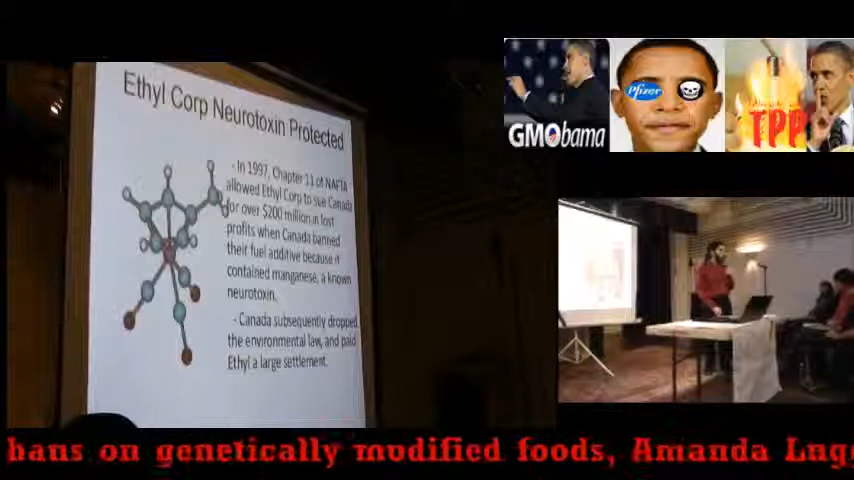 Ethyl Corp Neurotoxin Protected
- In 1997, Chapter 11 of NAFTA
allowed Ethyl Corp to sue Canada
for over $200 million in lost
profits when Canada banned
their fuel additive because it
contained manganese, a known
neurotoxin.
- Canada subsequently dropped
the environmental law, and paid
Ethyl a large settlement.
GMObama
Pfizer
TPP
bans on genetically modified foods, Amanda Lugg